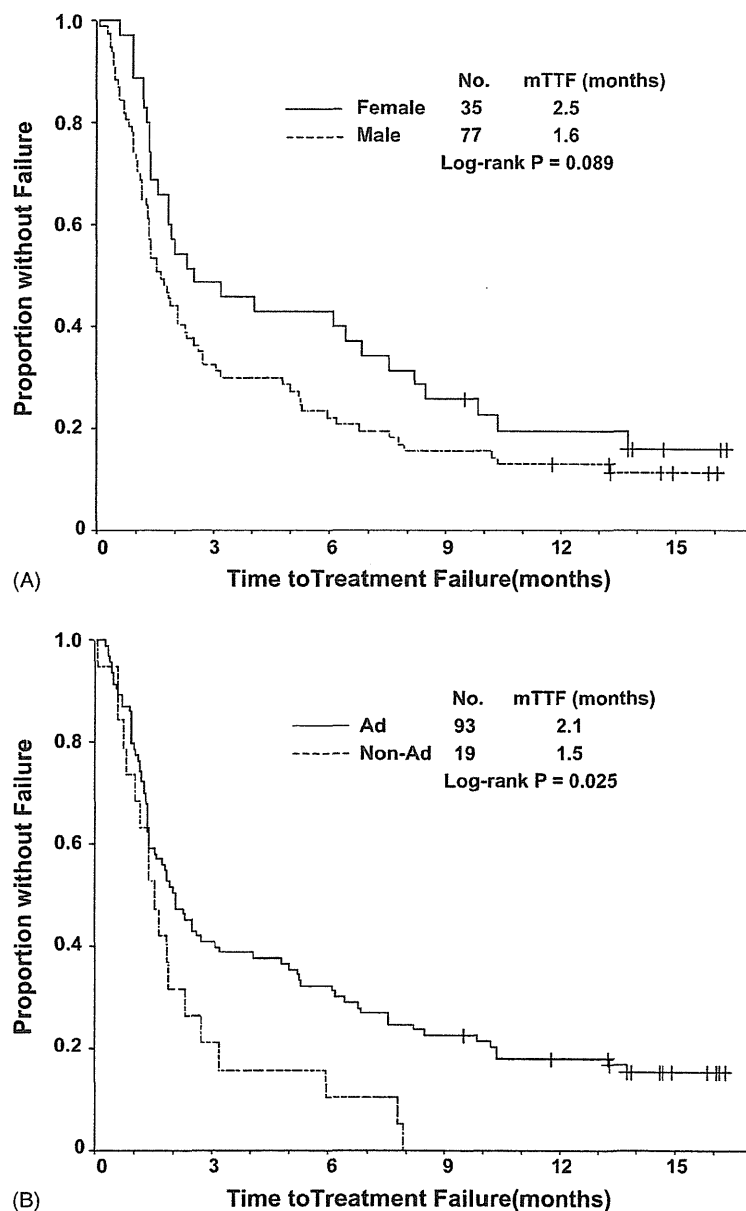 1.0
0.8
0.6
0.4
0.2
0
Proportion without Failure
No. mTTF (months)
Female 35 2.5
Male 77 1.6
Log-rank P = 0.089
0 3 6 9 12 15
Time toTreatment Failure(months)
(A)
1.0
0.8
0.6
0.4
0.2
0
Proportion without Failure
No. mTTF (months)
Ad 93 2.1
Non-Ad 19 1.5
Log-rank P = 0.025
0 3 6 9 12 15
Time toTreatment Failure(months)
(B)